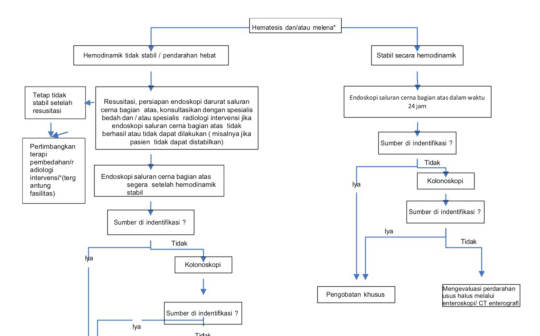 Hematesis dan/atau melena*
Hemodinamik tidak stabil / pendarahan hebat
Stabil secara hemodinamik
Tetap tidak
stabil setelah
resusitasi
Resusitasi, persiapan endoskopi darurat saluran
cerna bagian atas, konsultasikan dengan spesialis
bedah dan / atau spesialis radiologi intervensi jika
endoskopi saluran cerna bagian atas tidak
berhasil atau tidak dapat dilakukan ( misalnya jika
pasien tidak dapat distabilkan)
Endoskopi saluran cerna bagian atas dalam waktu
24 jam
Pertimbangkan
terapi
pembedahan/r
adiologi
intervensi*(terg
antung
fasilitas)
Sumber di indentifikasi ?
Tidak
Endoskopi saluran cerna bagian atas
segera setelah hemodinamik
stabil
Iya
Kolonoskopi
Sumber di indentifikasi ?
Sumber di indentifikasi ?
Iya
Tidak
Tidak
Iya
Kolonoskopi
Pengobatan khusus
Mengevaluasi perdarahan
usus halus melalui
enteroskopi/ CT enterografi
Sumber di indentifikasi ?
Iya
Tidak